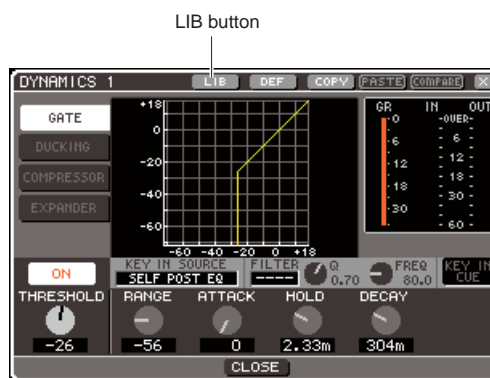 LIB button
DYNAMICS 1 LIB DEF COPY PASTE COMPARE X
GATE
DUCKING
COMPRESSOR
EXPANDER
+18
0
-20
-40
-60
-60 -40 -20 0 +18
GR IN OUT
0 -OVER-
6 6
12 12
18 18
30 30
60
ON
KEY IN SOURCE
SELF POST EQ
FILTER
----
Q
0.70
FREQ
80.0
KEY IN
CUE
THRESHOLD RANGE ATTACK HOLD DECAY
-26 -56 0 2.33m 304m
CLOSE